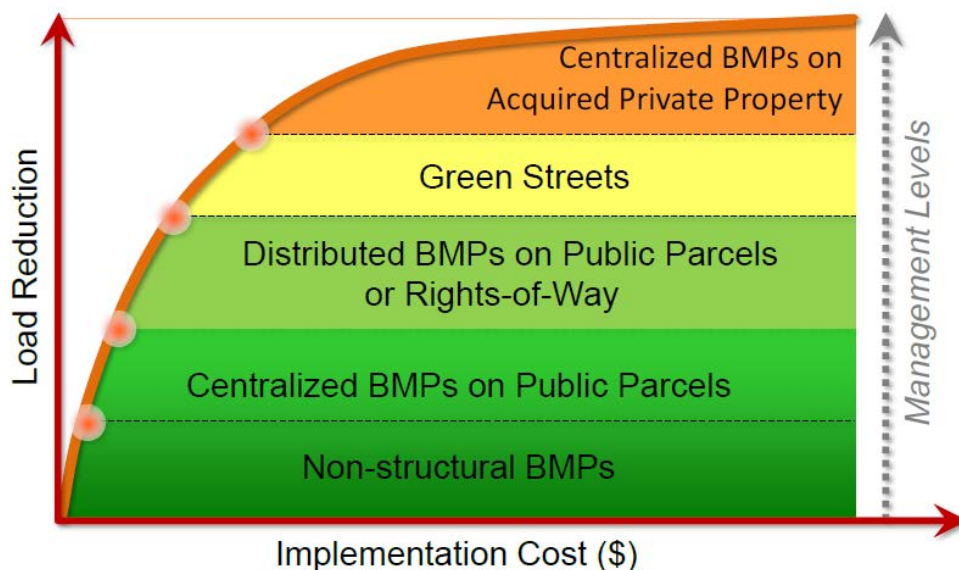 Load Reduction
Centralized BMPs on
Acquired Private Property
Green Streets
Distributed BMPs on Public Parcels
or Rights-of-Way
Centralized BMPs on Public Parcels
Non-structural BMPs
Management Levels
Implementation Cost ($)